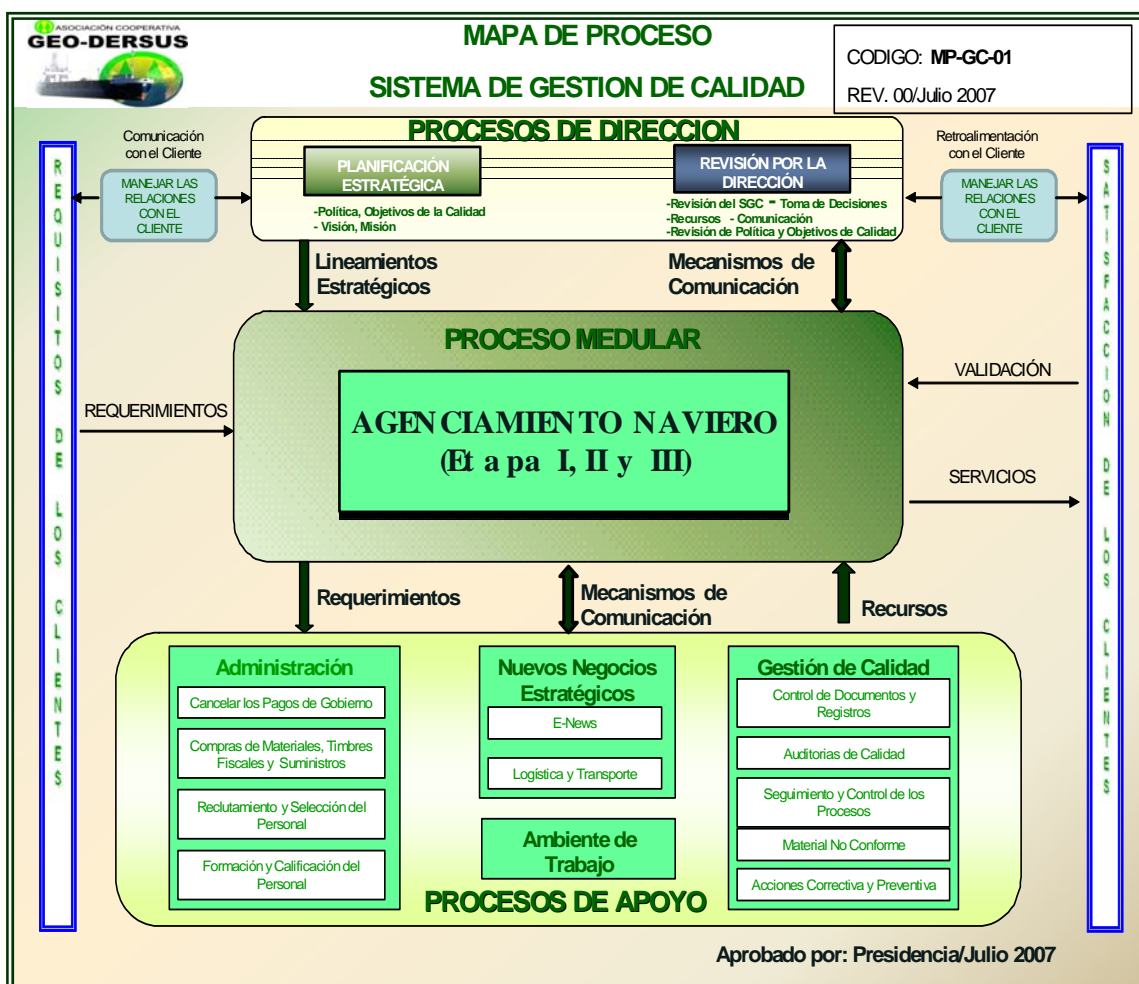 ASOCIACIÓN COOPERATIVA
GEO-DERSUS
MAPA DE PROCESO
SISTEMA DE GESTION DE CALIDAD
CODIGO: MP-GC-01
REV. 00/Julio 2007
Comunicación
con el Cliente
PROCESOS DE DIRECCION
Retroalimentación
con el Cliente
REQUISITOS DE LOS CLIENTES
MANEJAR LAS
RELACIONES
CON EL
CLIENTE
PLANIFICACIÓN
ESTRATÉGICA
-Política, Objetivos de la Calidad
- Visión, Misión
REVISIÓN POR LA
DIRECCIÓN
-Revisión del SGC - Toma de Decisiones
-Recursos - Comunicación
-Revisión de Política y Objetivos de Calidad
MANEJAR LAS
RELACIONES
CON EL
CLIENTE
SATISFACCION DE LOS CLIENTES
Lineamientos
Estratégicos
Mecanismos de
Comunicación
PROCESO MEDULAR
AGENCIAMIENTO NAVIERO
(Etapa I, II y III)
REQUERIMIENTOS
VALIDACIÓN
SERVICIOS
Requerimientos
Mecanismos de
Comunicación
Recursos
Administración
Cancelar los Pagos de Gobierno
Compras de Materiales, Timbres
Fiscales y Suministros
Reclutamiento y Selección del
Personal
Formación y Calificación del
Personal
Nuevos Negocios
Estratégicos
E-News
Logística y Transporte
Ambiente de
Trabajo
Gestión de Calidad
Control de Documentos y
Registros
Auditorias de Calidad
Seguimiento y Control de los
Procesos
Material No Conforme
Acciones Correctiva y Preventiva
PROCESOS DE APOYO
Aprobado por: Presidencia/Julio 2007